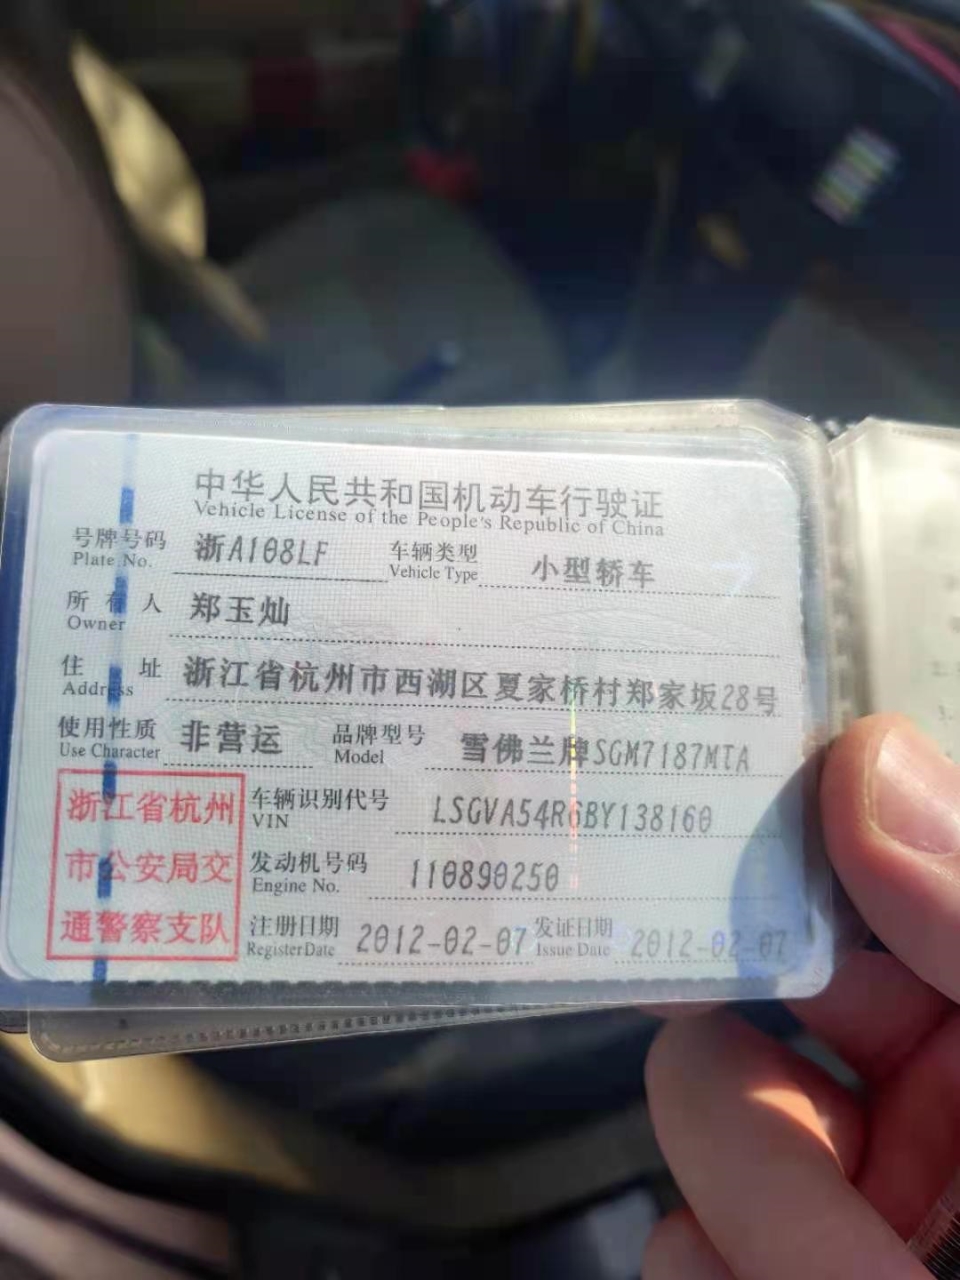 中华人民共和国机动车行驶证
Vehicle License of the People's Republic of China
号牌号码 浙A108LF 车辆类型 小型轿车
Plate No. Vehicle Type
所有人 郑玉灿
Owner
住址 浙江省杭州市西湖区夏家桥村郑家坂28号
Address
使用性质 非营运 品牌型号 雪佛兰牌SGM7187MTA
Use Character Model
浙江省杭州
市公安局交
通警察支队
车辆识别代号 LSGVA54R6BY138160
VIN
发动机号码 110890250
Engine No.
注册日期 2012-02-07 发证日期 2012-02-07
Register Date Issue Date